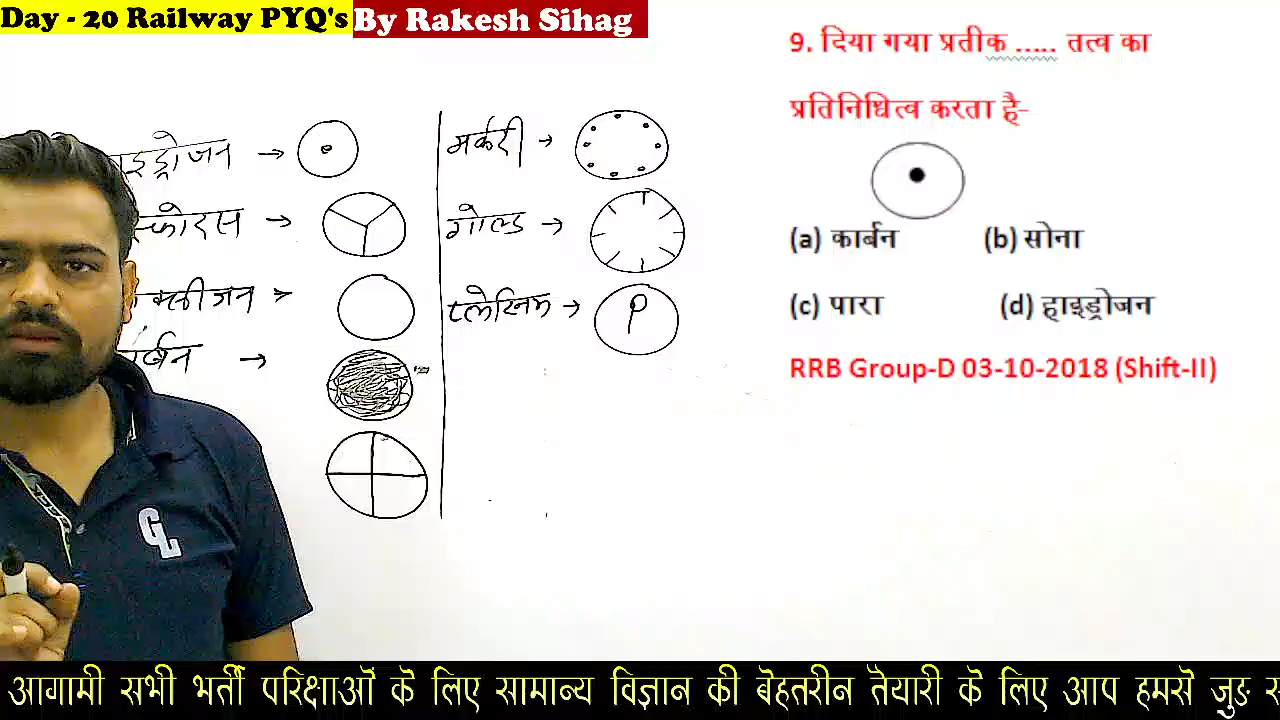 Day - 20 Railway PYQ's By Rakesh Sihag
9. दिया गया प्रतीक ..... तत्व का
प्रतिनिधित्व करता है-
(a) कार्बन (b) सोना
(c) पारा (d) हाइड्रोजन
RRB Group-D 03-10-2018 (Shift-II)
मर्करी →
गोल्ड →
P
GL
आगामी सभी भर्ती परिक्षाओं के लिए सामान्य विज्ञान की बेहतरीन तैयारी के लिए आप हमसे जुड़